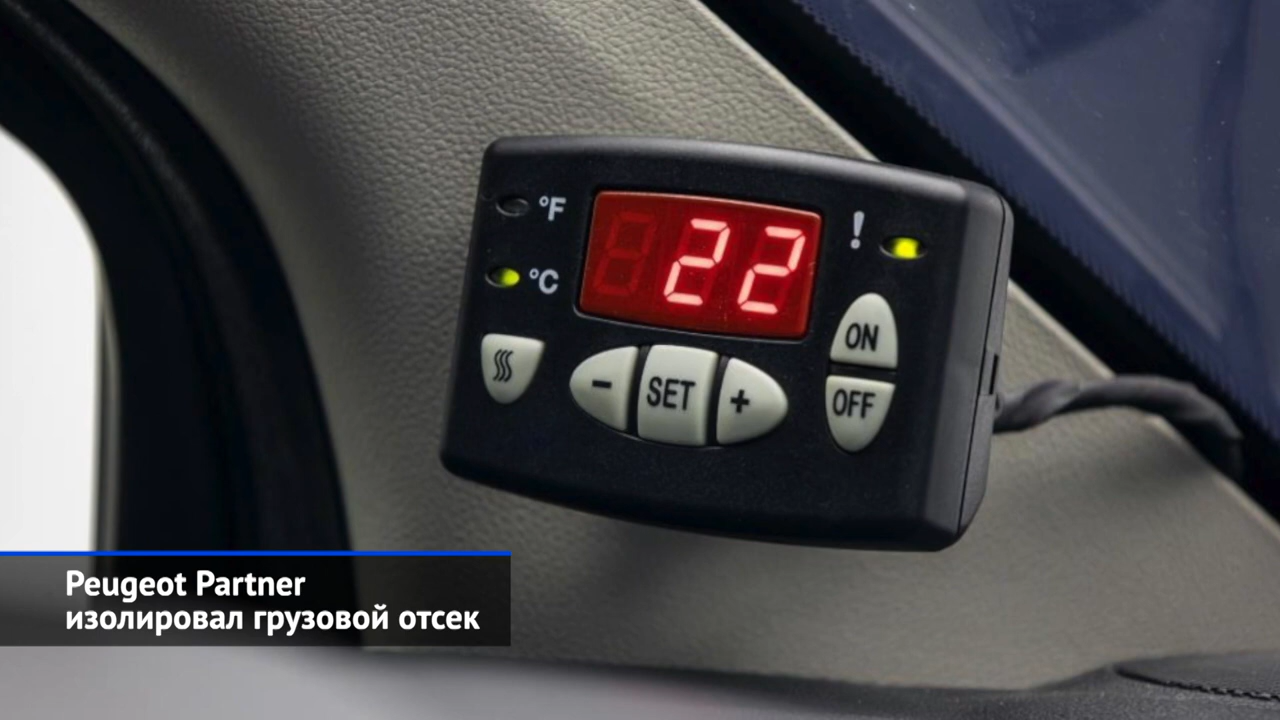 °F
22
!
°C
ON
- SET +
OFF
Peugeot Partner
изолировал грузовой отсек